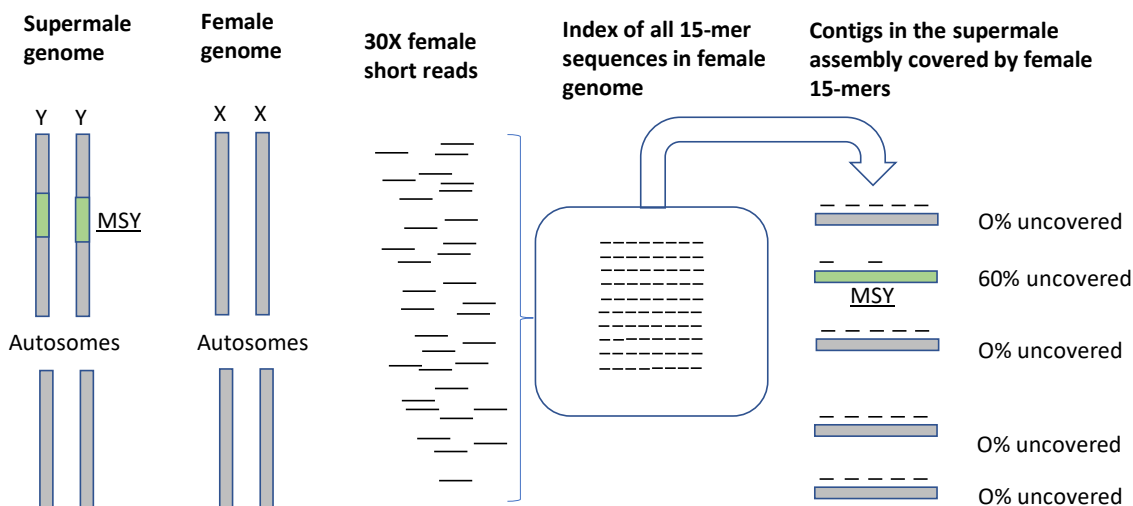 Supermale
genome
Female
genome
30X female
short reads
Index of all 15-mer
sequences in female
genome
Contigs in the supermale
assembly covered by female
15-mers
Y Y
X X
MSY
O% uncovered
60% uncovered
MSY
O% uncovered
Autosomes
Autosomes
O% uncovered
O% uncovered